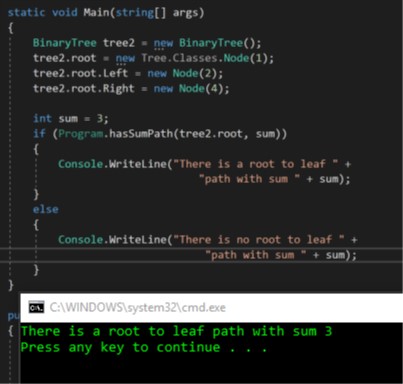 static void Main(string[] args)
{
BinaryTree tree2 = new BinaryTree();
tree2.root = new Tree.Classes.Node(1);
tree2.root.Left = new Node(2);
tree2.root.Right = new Node(4);
int sum = 3;
if (Program.hasSumPath(tree2.root, sum))
{
Console.WriteLine("There is a root to leaf " +
"path with sum " + sum);
}
else
{
Console.WriteLine("There is no root to leaf " +
"path with sum " + sum);
}
}
C:\WINDOWS\system32\cmd.exe
pu
{
There is a root to leaf path with sum 3
Press any key to continue . . .